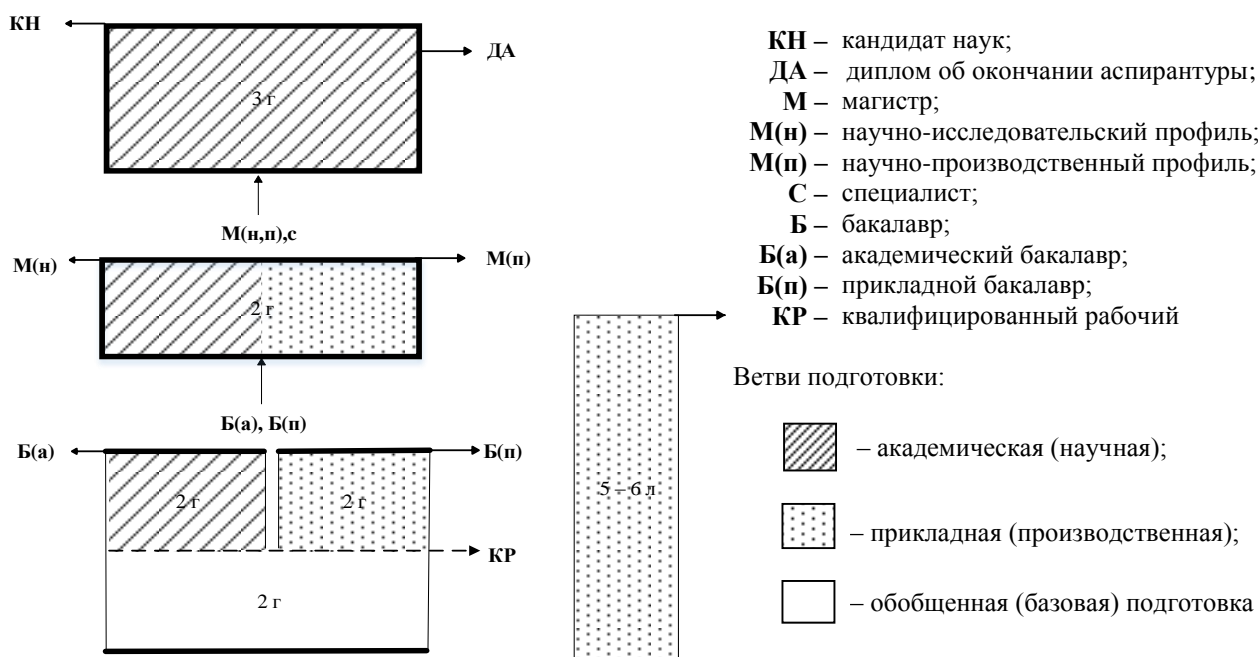 КН
ДА
3 г
М(н,п),с
М(н)
М(п)
2 г
Б(а), Б(п)
Б(а)
Б(п)
2 г
2 г
КР
2 г
5 – 6 л
КН – кандидат наук;
ДА – диплом об окончании аспирантуры;
М – магистр;
М(н) – научно-исследовательский профиль;
М(п) – научно-производственный профиль;
С – специалист;
Б – бакалавр;
Б(а) – академический бакалавр;
Б(п) – прикладной бакалавр;
КР – квалифицированный рабочий
Ветви подготовки:
– академическая (научная);
– прикладная (производственная);
– обобщенная (базовая) подготовка